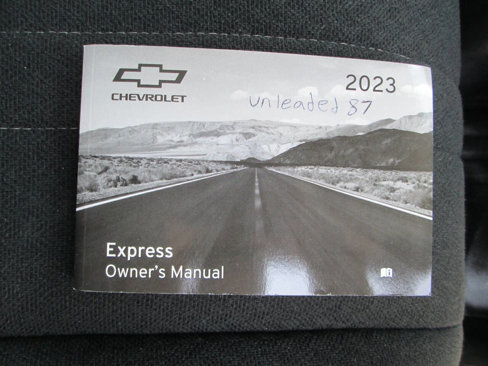 CHEVROLET
2023
unleaded 87
Express
Owner's Manual